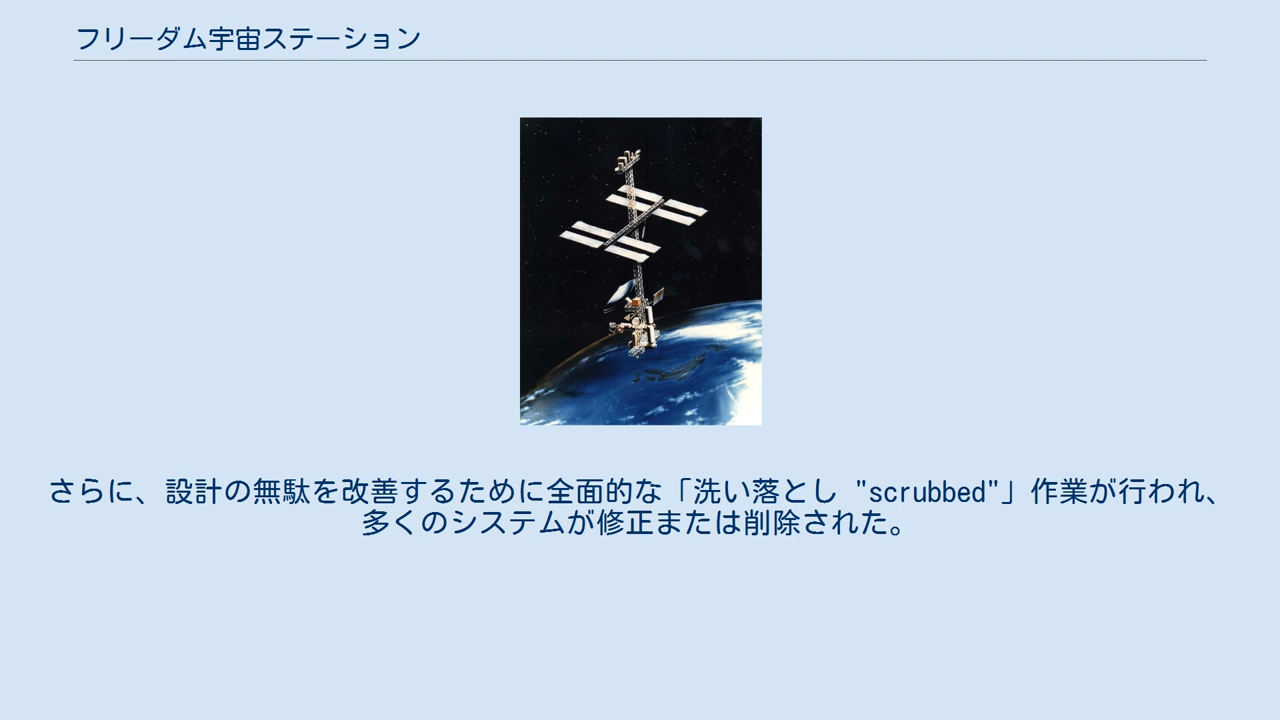 フリーダム宇宙ステーション
さらに、設計の無駄を改善するために全面的な「洗い落とし "scrubbed"」作業が行われ、
多くのシステムが修正または削除された。